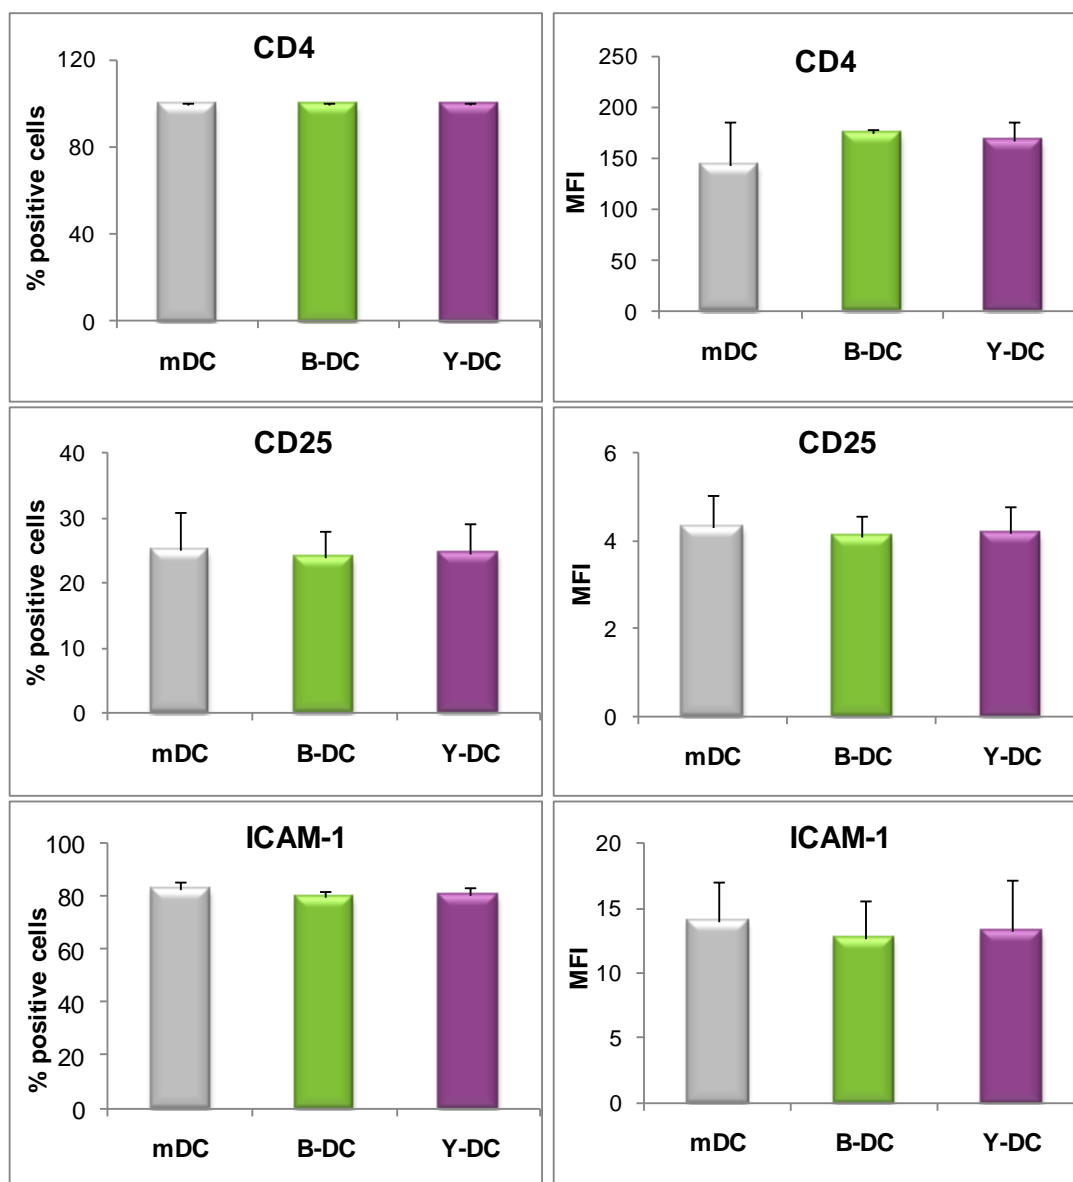 CD4
% positive cells
120
80
40
0
mDC B-DC Y-DC
CD4
MFI
250
200
150
100
50
0
mDC B-DC Y-DC
CD25
% positive cells
40
30
20
10
0
mDC B-DC Y-DC
CD25
MFI
6
4
2
0
mDC B-DC Y-DC
ICAM-1
% positive cells
100
80
60
40
20
0
mDC B-DC Y-DC
ICAM-1
MFI
20
15
10
5
0
mDC B-DC Y-DC